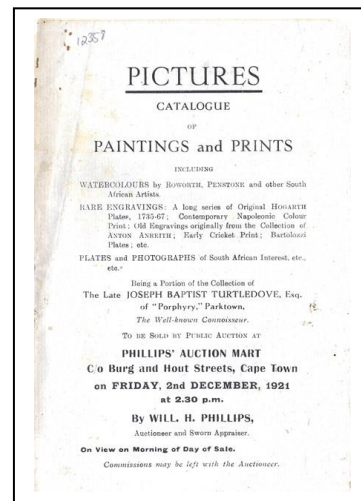 12357
PICTURES
CATALOGUE
OF
PAINTINGS and PRINTS
INCLUDING
WATERCOLOURS by BOWORTH, PENSTONE and other South
African Artists.
RARE ENGRAVINGS: A long series of Original HOGARTH
Plates, 1735-67; Contemporary Napoleonic Colour
Print; Old Engravings originally from the Collection of
ANTON ANREITH; Early Cricket Print; Bartolozzi
Plates; etc.
PLATES and PHOTOGRAPHS of South African Interest, etc.,
etc.
Being a Portion of the Collection of
The Late JOSEPH BAPTIST TURTLEDOVE, Esq.
of "Porphyry," Parktown,
The Well-known Connoisseur.
TO BE SOLD BY PUBLIC AUCTION AT
PHILLIPS' AUCTION MART
C/o Burg and Hout Streets, Cape Town
on FRIDAY, 2nd DECEMBER, 1921
at 2.30 p.m.
By WILL. H. PHILLIPS,
Auctioneer and Sworn Appraiser.
On View on Morning of Day of Sale.
Commissions may be left with the Auctioneer.